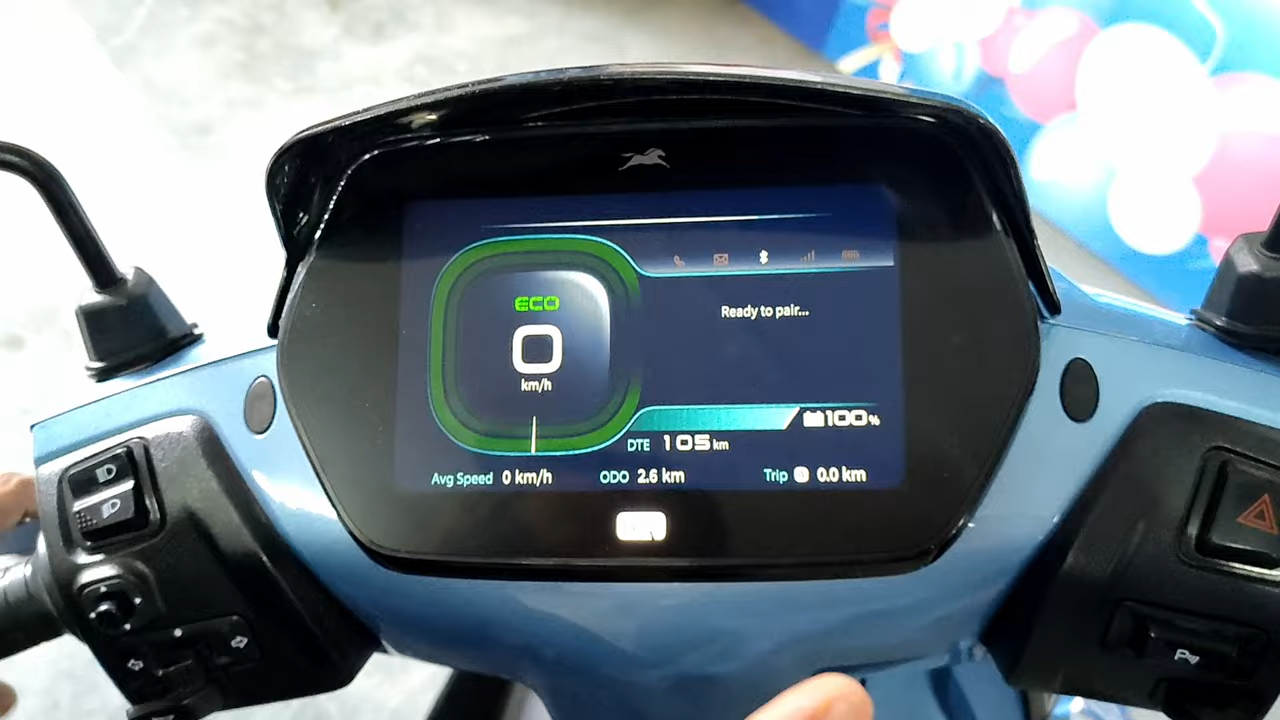 ECO
0
km/h
Ready to pair...
100%
DTE 105 km
Avg Speed 0 km/h ODO 2.6 km Trip 0.0 km
P